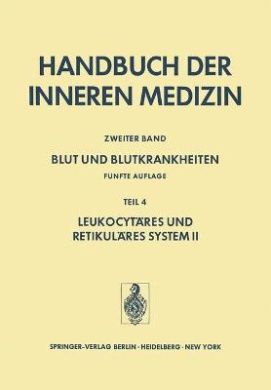 HANDBUCH DER
INNEREN MEDIZIN
ZWEITER BAND
BLUT UND BLUTKRANKHEITEN
FUNFTE AUFLAGE
TEIL 4
LEUKOCYTÄRES UND
RETIKULÄRES SYSTEM II
SPRINGER-VERLAG BERLIN · HEIDELBERG · NEW YORK